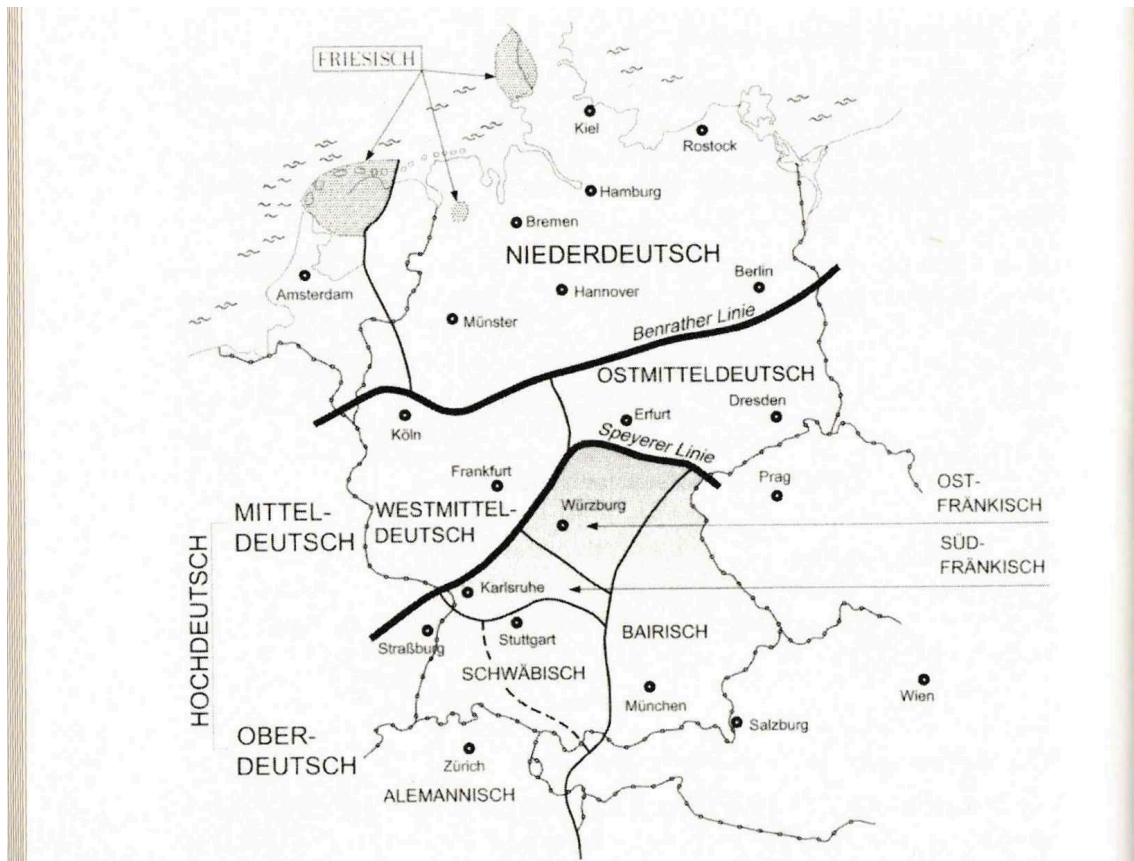 FRIESISCH
Kiel
Rostock
Hamburg
Bremen
NIEDERDEUTSCH
Berlin
Amsterdam
Hannover
Münster
Benrather Linie
OSTMITTELDEUTSCH
Köln
Erfurt
Dresden
Speyerer Linie
Frankfurt
Prag
OST-
FRÄNKISCH
MITTEL-
DEUTSCH
WESTMITTEL-
DEUTSCH
Würzburg
SÜD-
FRÄNKISCH
HOCHDEUTSCH
Karlsruhe
Straßburg
Stuttgart
BAIRISCH
SCHWÄBISCH
München
Wien
Salzburg
OBER-
DEUTSCH
Zürich
ALEMANNISCH